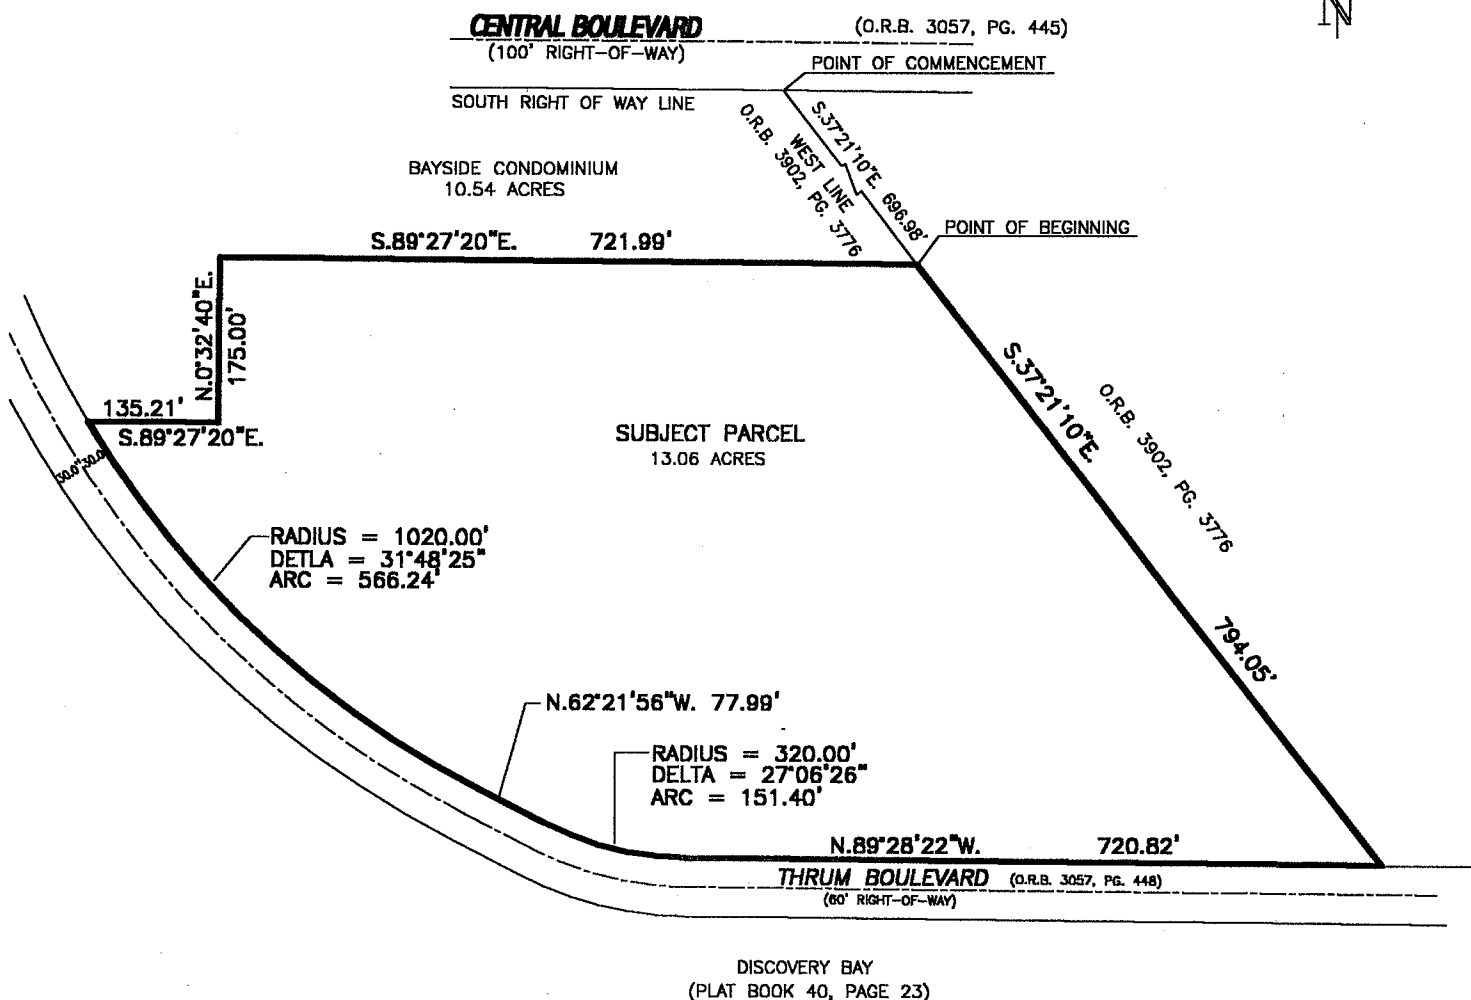 CENTRAL BOULEVARD (O.R.B. 3057, PG. 445)
(100' RIGHT-OF-WAY)
N
POINT OF COMMENCEMENT
SOUTH RIGHT OF WAY LINE
S.37°21'10"E. 696.98'
WEST LINE
O.R.B. 3902, PG. 3776
BAYSIDE CONDOMINIUM
10.54 ACRES
POINT OF BEGINNING
S.89°27'20"E. 721.99'
N.0°32'40"E.
175.00'
135.21'
S.89°27'20"E.
30.0' 30.0'
S.37°21'10"E. 794.05'
O.R.B. 3902, PG. 3776
SUBJECT PARCEL
13.06 ACRES
RADIUS = 1020.00'
DETLA = 31°48'25"
ARC = 566.24'
N.62°21'56"W. 77.99'
RADIUS = 320.00'
DELTA = 27°06'26"
ARC = 151.40'
N.89°28'22"W. 720.82'
THRUM BOULEVARD (O.R.B. 3057, PG. 448)
(60' RIGHT-OF-WAY)
DISCOVERY BAY
(PLAT BOOK 40, PAGE 23)